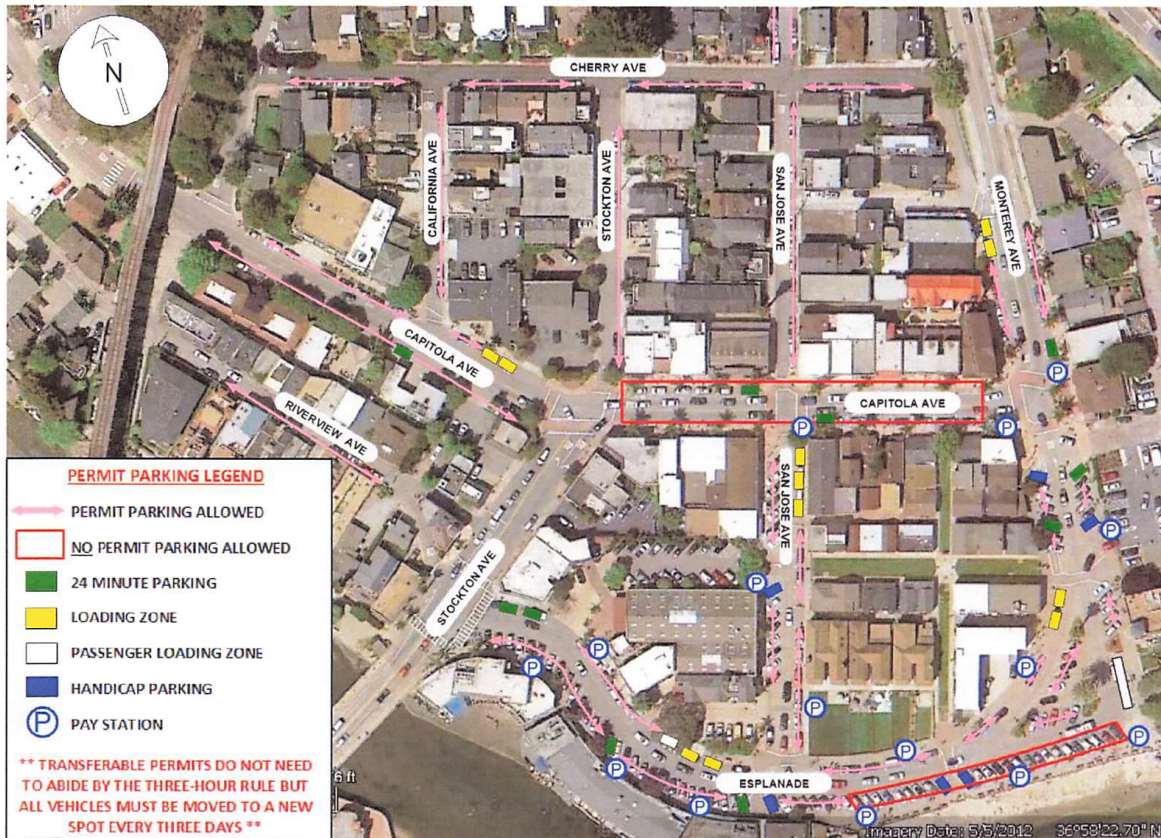 N
CHERRY AVE
CALIFORNIA AVE
STOCKTON AVE
SAN JOSE AVE
MONTEREY AVE
CAPITOLA AVE
P
CAPITOLA AVE
P
P
RIVERVIEW AVE
SAN JOSE AVE
P
P
STOCKTON AVE
P
P
P
P
P
P
P
ESPLANADE
P
P
P
P
PERMIT PARKING LEGEND
PERMIT PARKING ALLOWED
NO PERMIT PARKING ALLOWED
24 MINUTE PARKING
LOADING ZONE
PASSENGER LOADING ZONE
HANDICAP PARKING
P PAY STATION
** TRANSFERABLE PERMITS DO NOT NEED
TO ABIDE BY THE THREE-HOUR RULE BUT
ALL VEHICLES MUST BE MOVED TO A NEW
SPOT EVERY THREE DAYS **
6 ft
Imagery Date: 5/5/2012 36°58'22.70" N